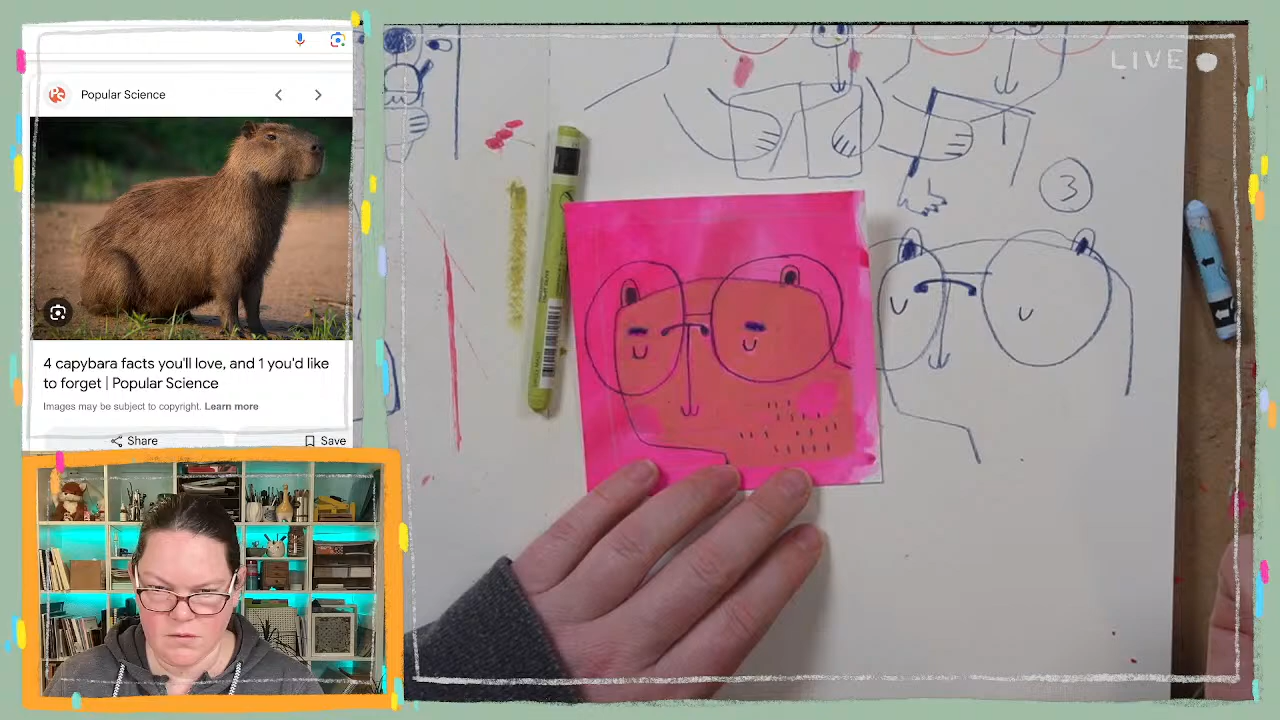 LIVE
Popular Science
4 capybara facts you'll love, and 1 you'd like
to forget | Popular Science
Images may be subject to copyright. Learn more
Share
Save
3